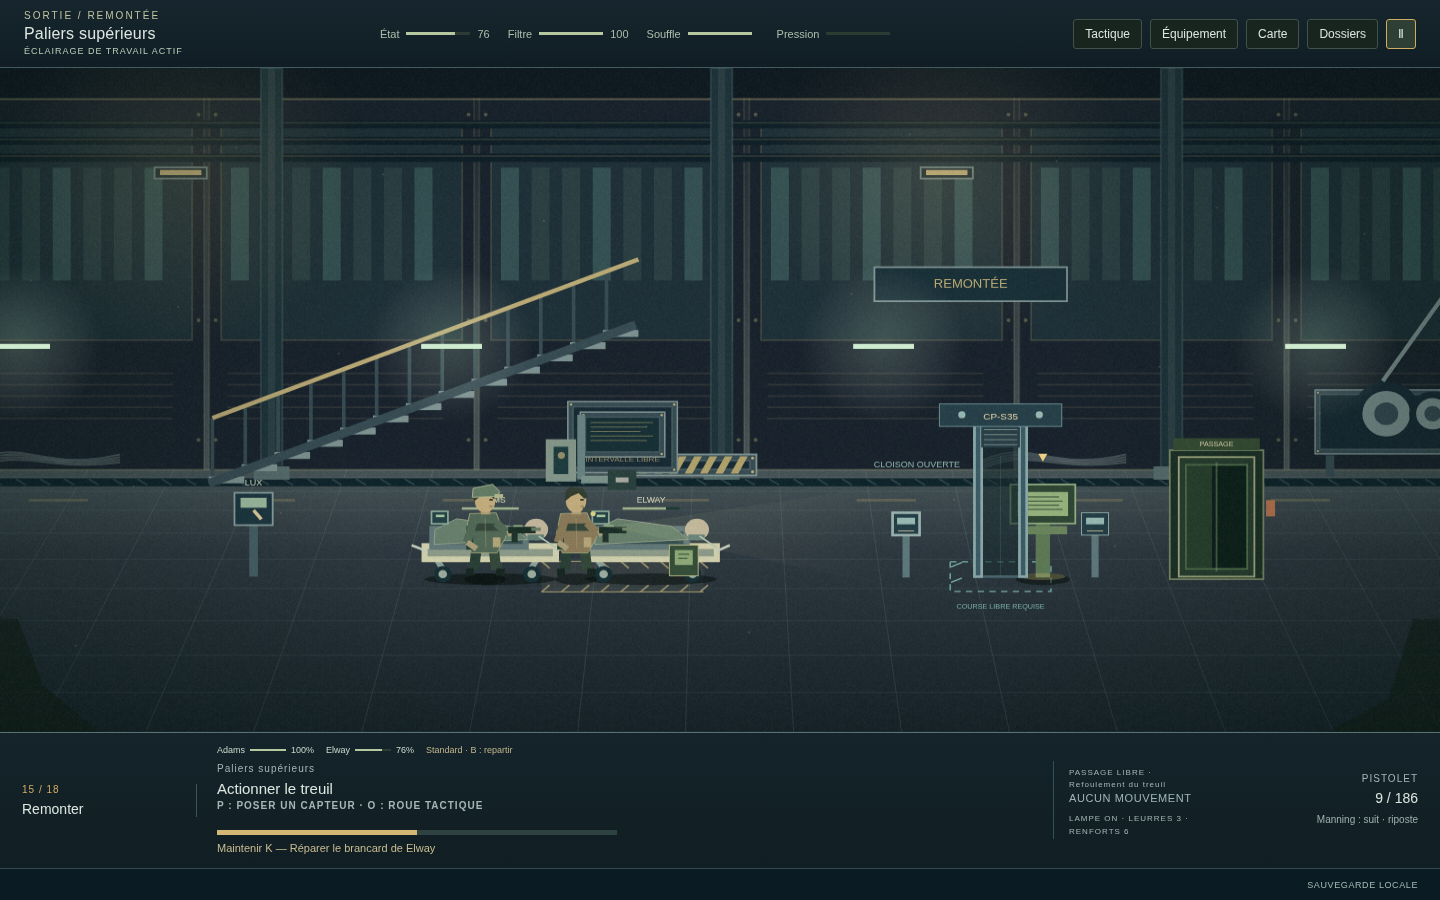 SORTIE / REMONTÉE
Paliers supérieurs
ÉCLAIRAGE DE TRAVAIL ACTIF
État 76 Filtre 100 Souffle Pression
Tactique Équipement Carte Dossiers II
REMONTÉE
CP-S35
PASSAGE
INTERVALLE LIBRE
CLOISON OUVERTE
LUX
ELWAY
COURSE LIBRE REQUISE
15 / 18
Remonter
Adams 100% Elway 76% Standard · B : repartir
Paliers supérieurs
Actionner le treuil
P : POSER UN CAPTEUR · O : ROUE TACTIQUE
Maintenir K — Réparer le brancard de Elway
PASSAGE LIBRE ·
Refoulement du treuil
AUCUN MOUVEMENT
LAMPE ON · LEURRES 3 ·
RENFORTS 6
PISTOLET
9 / 186
Manning : suit · riposte
SAUVEGARDE LOCALE